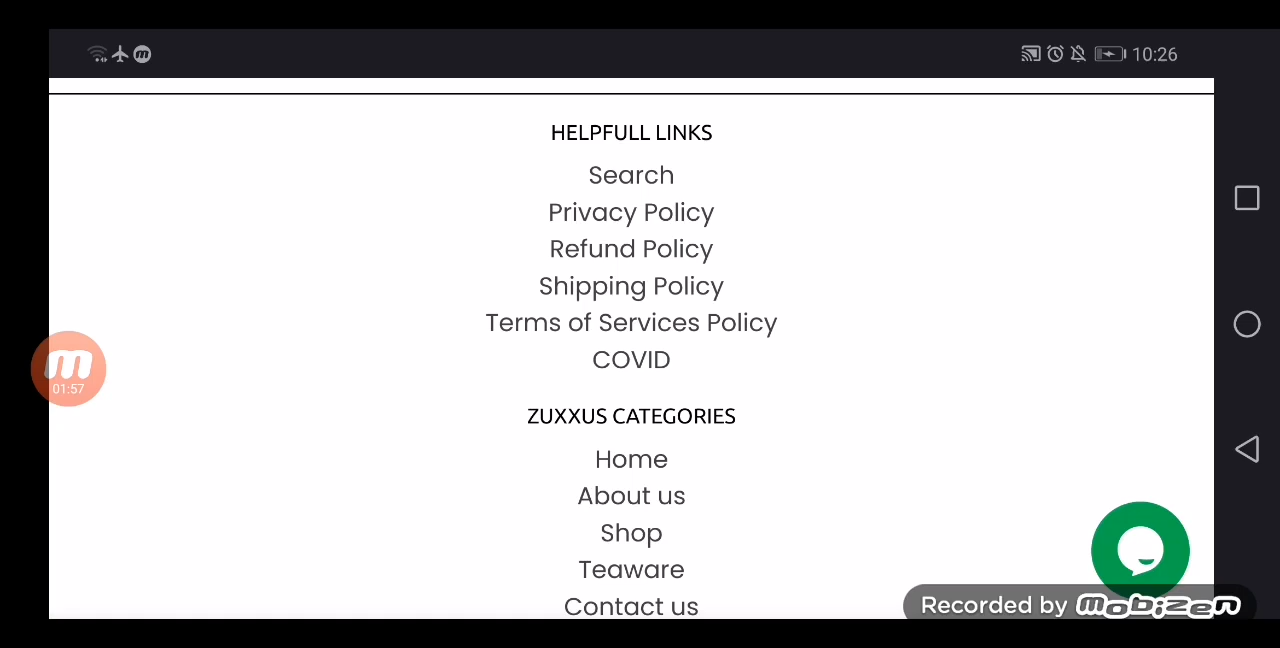 10:26
HELPFULL LINKS
Search
Privacy Policy
Refund Policy
Shipping Policy
Terms of Services Policy
COVID
m
01:57
ZUXXUS CATEGORIES
Home
About us
Shop
Teaware
Contact us
Recorded by mobizen